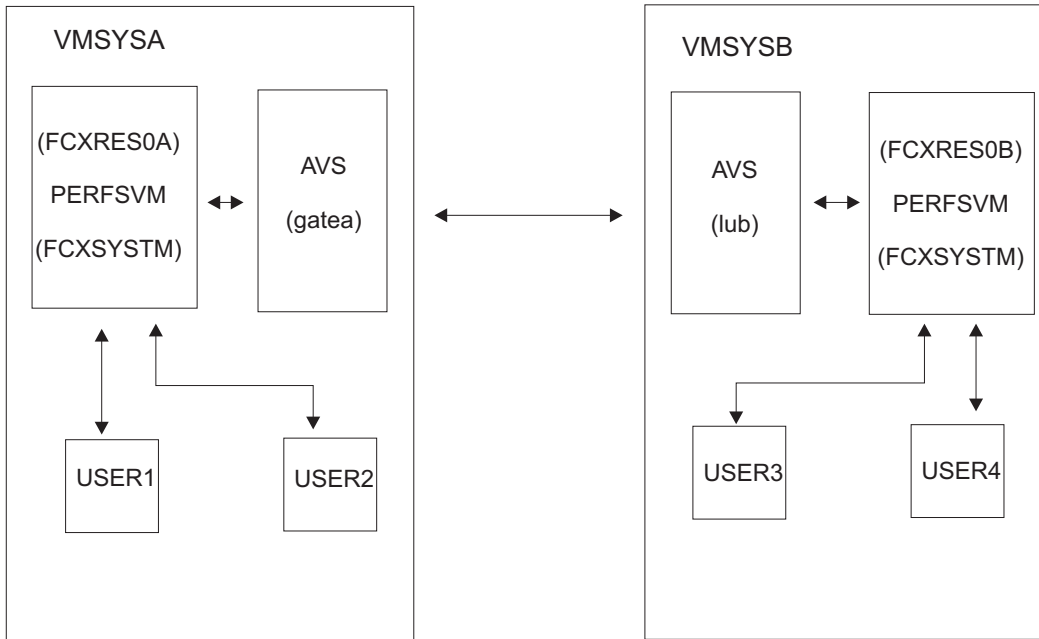 VMSYSA
(FCXRES0A)
PERFSVM
(FCXSYSTM)
AVS
(gatea)
USER1
USER2
VMSYSB
AVS
(lub)
(FCXRES0B)
PERFSVM
(FCXSYSTM)
USER3
USER4